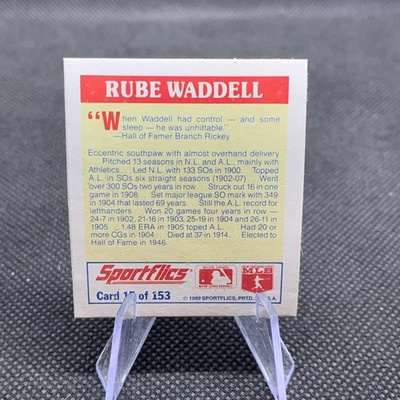 RUBE WADDELL
"When Waddell had control — and some
sleep — he was unhittable."
—Hall of Famer Branch Rickey
Eccentric southpaw with almost overhand delivery
. . . Pitched 13 seasons in N.L. and A.L., mainly with
Athletics. . Led N.L. with 133 SOs in 1900. . Topped
A.L. in SOs six straight seasons (1902-07). . Went
over 300 SOs two years in row. . Struck out 16 in one
game in 1908. . Set major league SO mark with 349
in 1904 that lasted 69 years. . Still the A.L. record for
lefthanders . . Won 20 games four years in row —
24-7 in 1902, 21-16 in 1903, 25-19 in 1904 and 26-11 in
1905. . 1.48 ERA in 1905 topped A.L. . Had 20 or
more CGs in 1904. . Died at 37 in 1914. . Elected to
Hall of Fame in 1946.
Sportflics
MLB
Card of 153
© 1989 SPORTFLICS, PRTD. U.S.A.